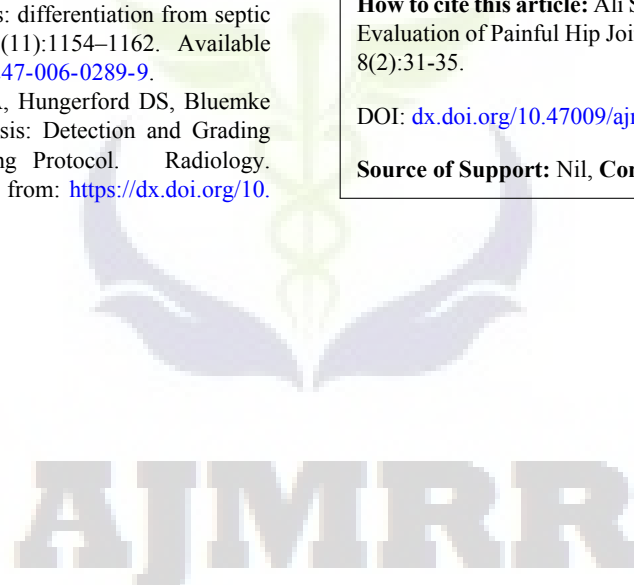 s: differentiation from septic
(11):1154–1162. Available
47-006-0289-9.
, Hungerford DS, Bluemke
sis: Detection and Grading
ng Protocol. Radiology.
from: https://dx.doi.org/10.
How to cite this article: Ali S
Evaluation of Painful Hip Joi
8(2):31-35.
DOI: dx.doi.org/10.47009/ajr
Source of Support: Nil, Con
AJMRR